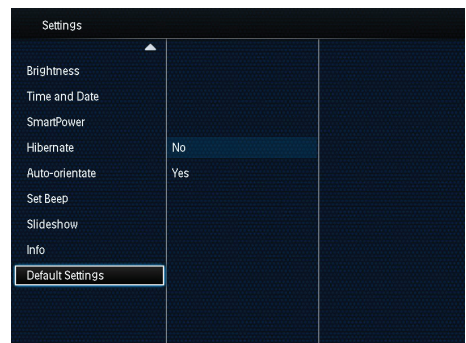 Settings
Brightness
Time and Date
SmartPower
Hibernate
No
Auto-orientate
Yes
Set Beep
Slideshow
Info
Default Settings